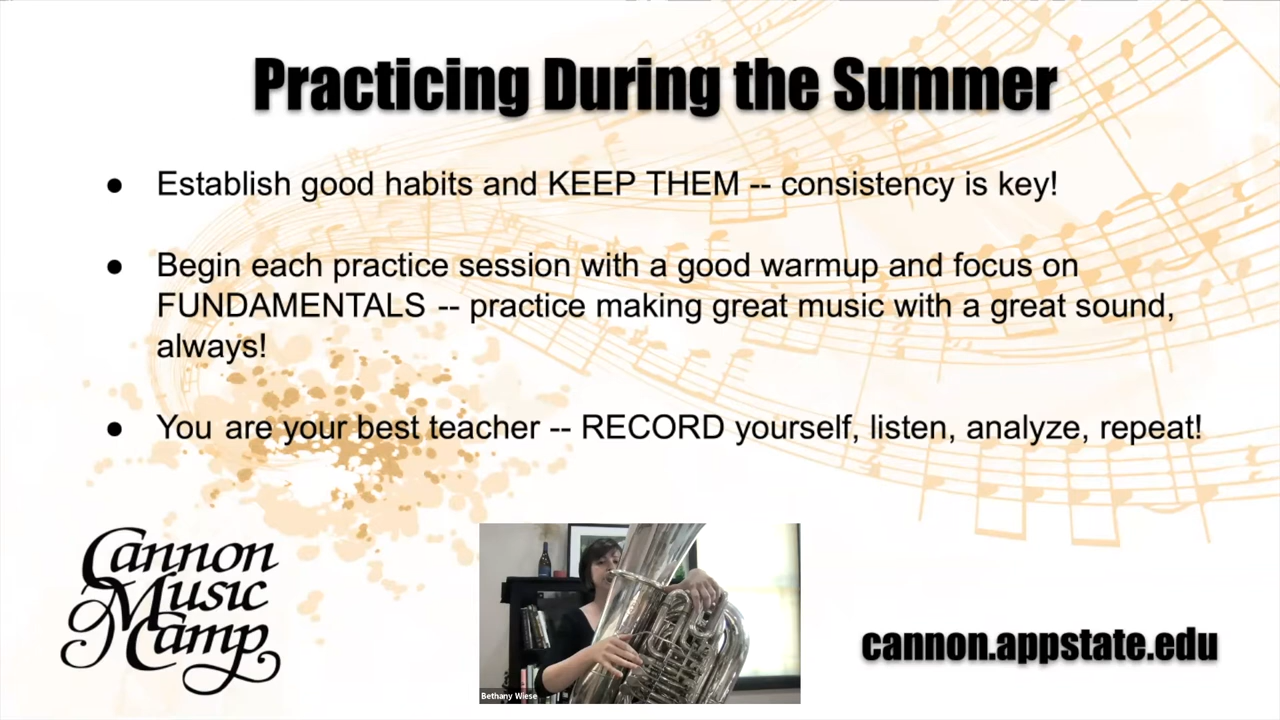 Practicing During the Summer
● Establish good habits and KEEP THEM -- consistency is key!
● Begin each practice session with a good warmup and focus on
FUNDAMENTALS -- practice making great music with a great sound,
always!
● You are your best teacher -- RECORD yourself, listen, analyze, repeat!
Cannon
Music
Camp
Bethany Wiese
cannon.appstate.edu